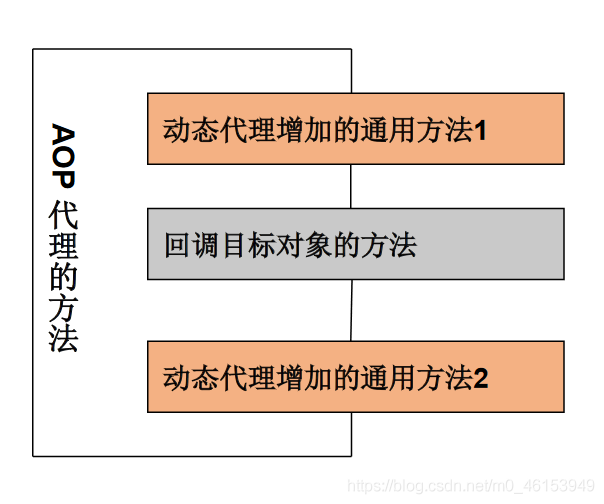 AOP 代理的方法
动态代理增加的通用方法1
回调目标对象的方法
动态代理增加的通用方法2
https://blog.csdn.net/m0_46153949